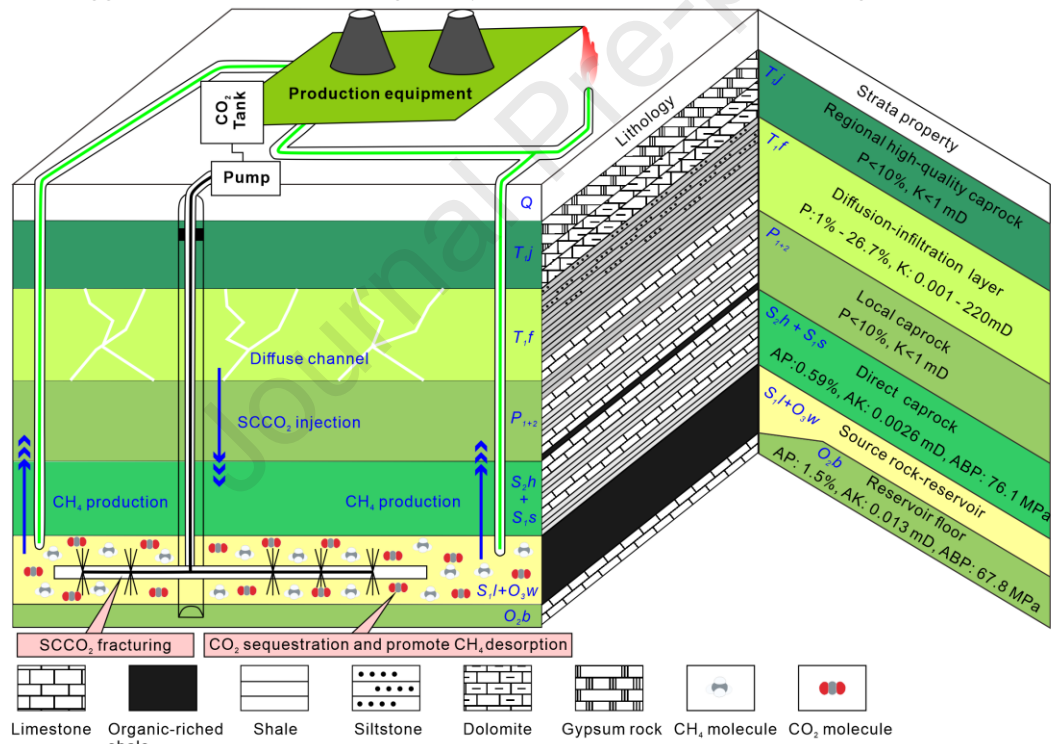 Journal Pre-p
Production equipment
CO₂
Tank
Pump
Lithology
Strata property
Q
T₁j
T₁f
P₁₊₂
S₂h
+
S₁s
S₁l+O₃w
O₂b
Diffuse channel
SCCO₂ injection
CH₄ production
CH₄ production
T₁j
Regional high-quality caprock
P<10%, K<1 mD
T₁f
Diffusion-infiltration layer
P:1% - 26.7%, K: 0.001 - 220mD
P₁₊₂
Local caprock
P<10%, K<1 mD
S₂h + S₁s
Direct caprock
AP:0.59%, AK: 0.0026 mD, ABP: 76.1 MPa
S₁l+O₃w
Source rock-reservoir
O₂b
Reservoir floor
AP: 1.5%, AK: 0.013 mD, ABP: 67.8 MPa
SCCO₂ fracturing
CO₂ sequestration and promote CH₄ desorption
Limestone
Organic-riched
Shale
Siltstone
Dolomite
Gypsum rock
CH₄ molecule
CO₂ molecule